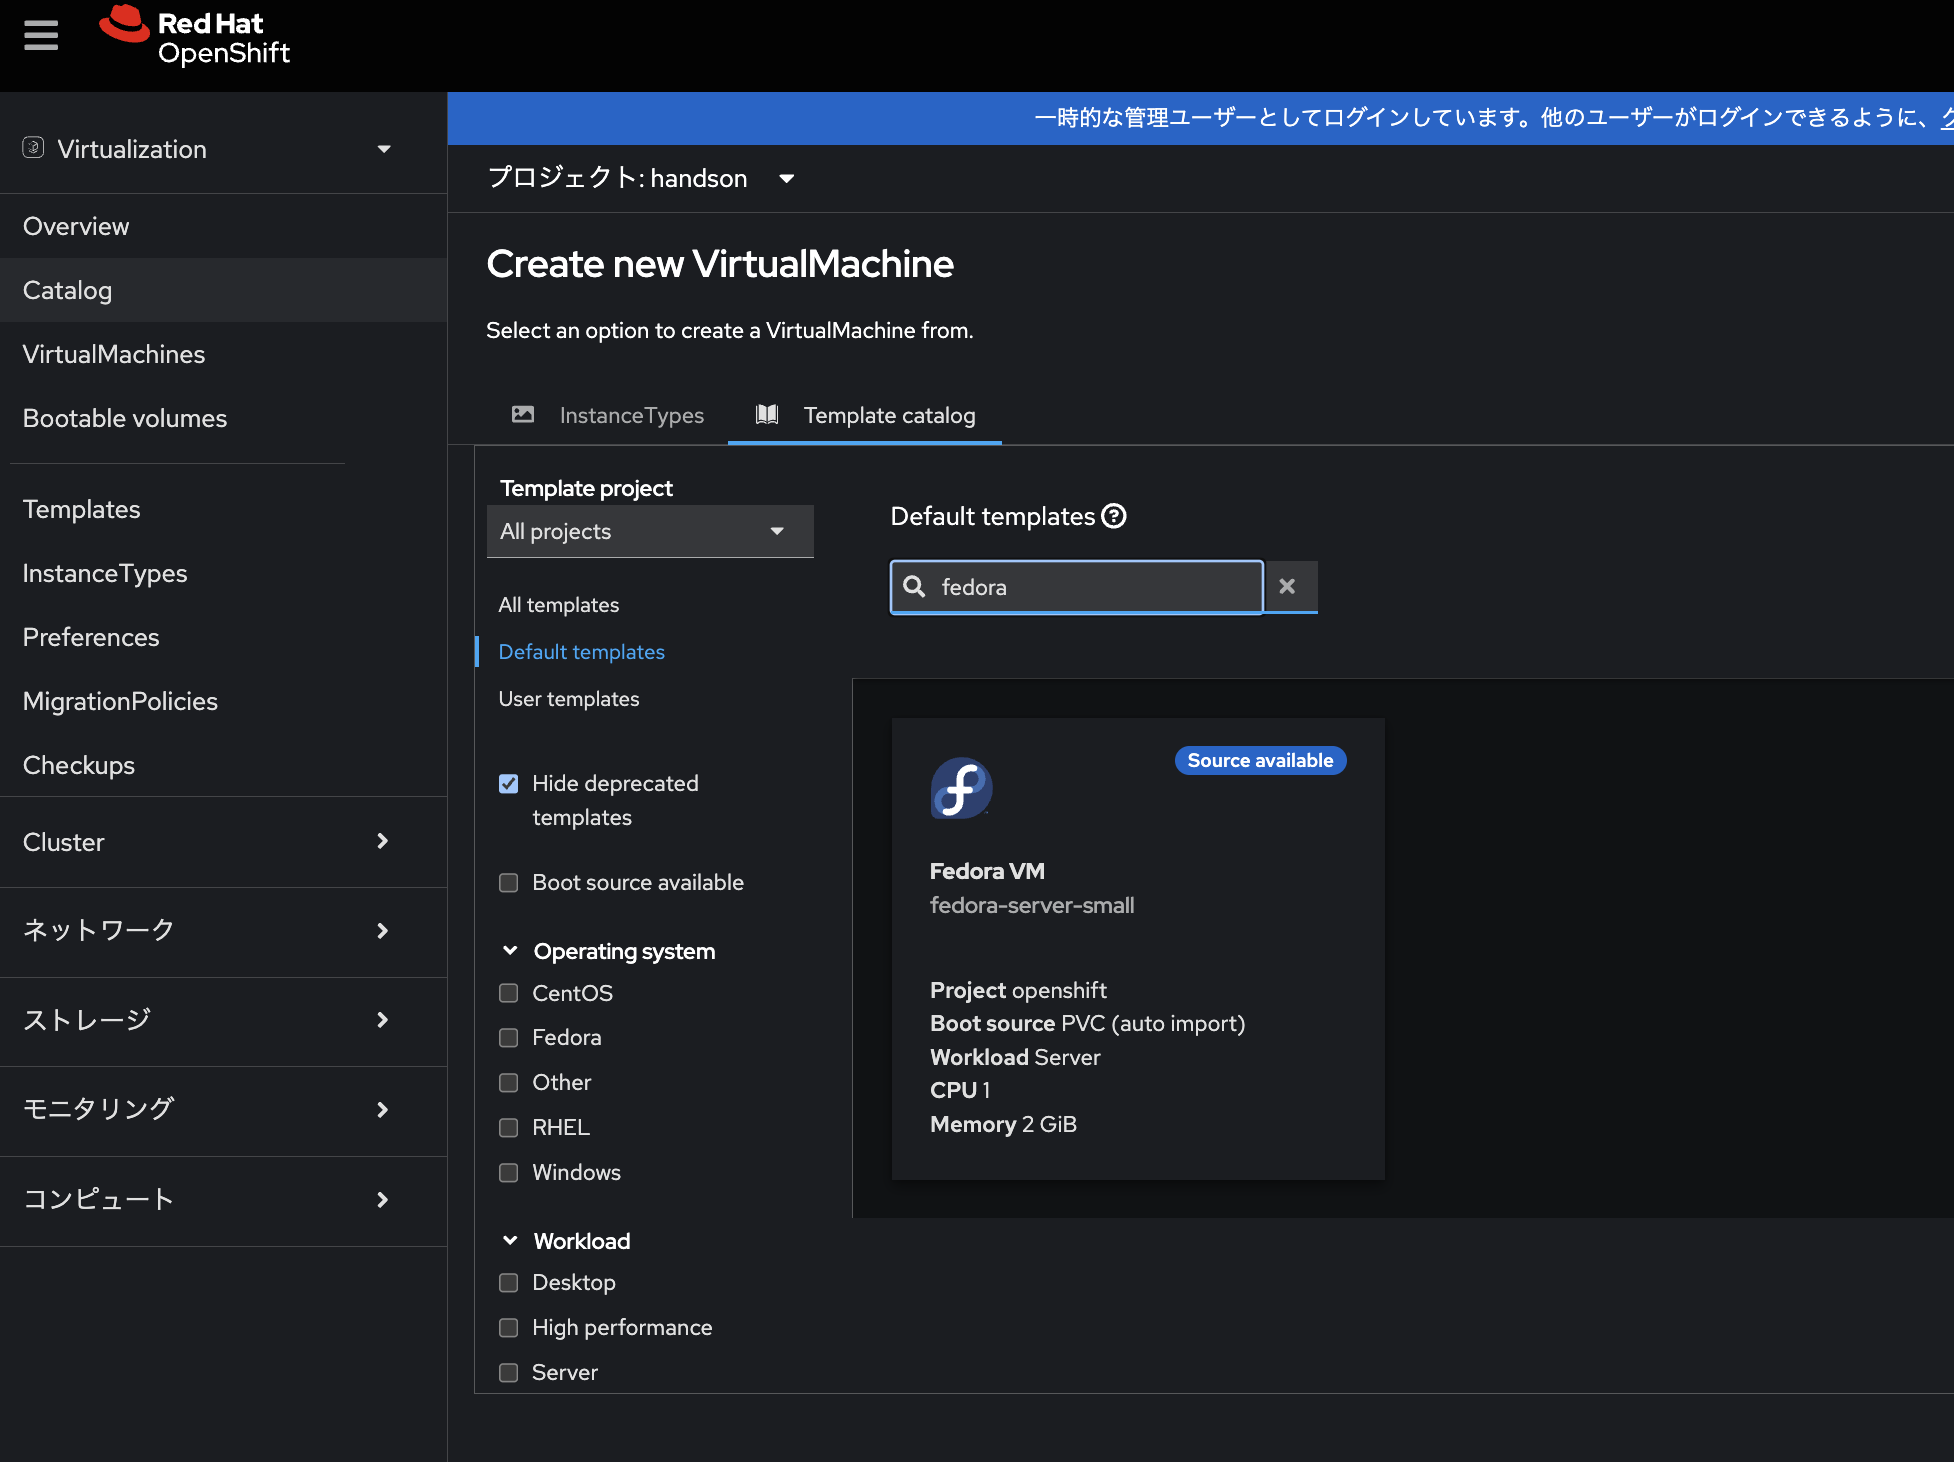 Red Hat
OpenShift
一時的な管理ユーザーとしてログインしています。他のユーザーがログインできるように、
Virtualization
プロジェクト: handson
Overview
Catalog
VirtualMachines
Bootable volumes
Templates
InstanceTypes
Preferences
MigrationPolicies
Checkups
Cluster
ネットワーク
ストレージ
モニタリング
コンピュート
Create new VirtualMachine
Select an option to create a VirtualMachine from.
InstanceTypes
Template catalog
Template project
All projects
All templates
Default templates
User templates
Hide deprecated
templates
Boot source available
Operating system
CentOS
Fedora
Other
RHEL
Windows
Workload
Desktop
High performance
Server
Default templates
fedora
Source available
Fedora VM
fedora-server-small
Project openshift
Boot source PVC (auto import)
Workload Server
CPU 1
Memory 2 GiB